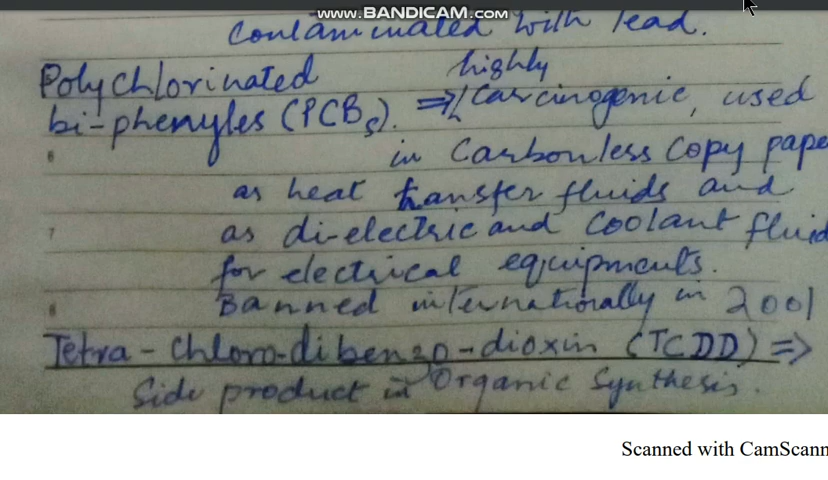 www.BANDICAM.com
Contaminated with lead.
Polychlorinated highly
bi-phenyles (PCBs). ⇒ Carcinogenic, used
in Carbonless Copy pape
as heat transfer fluids and
as di-electric and Coolant fluid
for electrical equipments.
Banned internationally in 2001
Tetra-chloro-dibenzo-dioxin (TCDD) ⇒
Side product in Organic Synthesis.
Scanned with CamScann